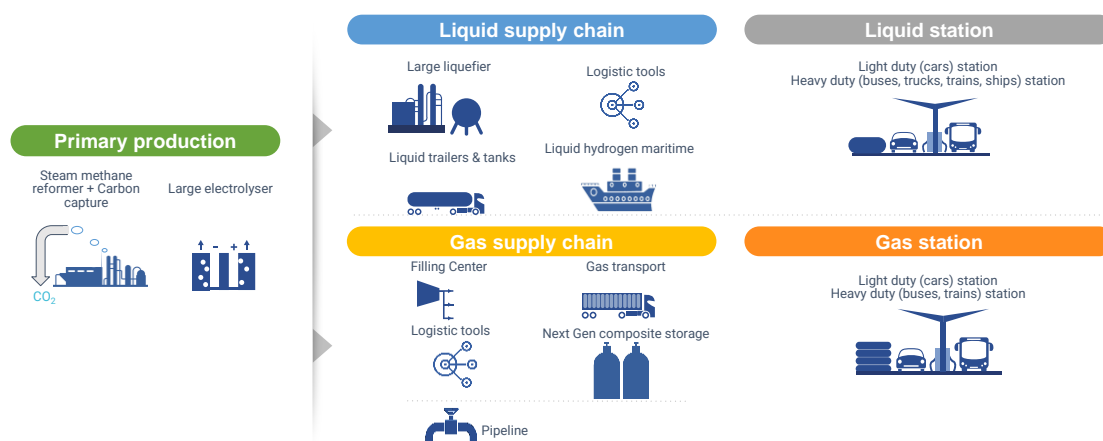 Primary production
Steam methane
reformer + Carbon
capture
Large electrolyser
CO₂
- +
Liquid supply chain
Large liquefier
Logistic tools
Liquid trailers & tanks
Liquid hydrogen maritime
Liquid station
Light duty (cars) station
Heavy duty (buses, trucks, trains, ships) station
Gas supply chain
Filling Center
Gas transport
Logistic tools
Next Gen composite storage
Pipeline
Gas station
Light duty (cars) station
Heavy duty (buses, trains) station